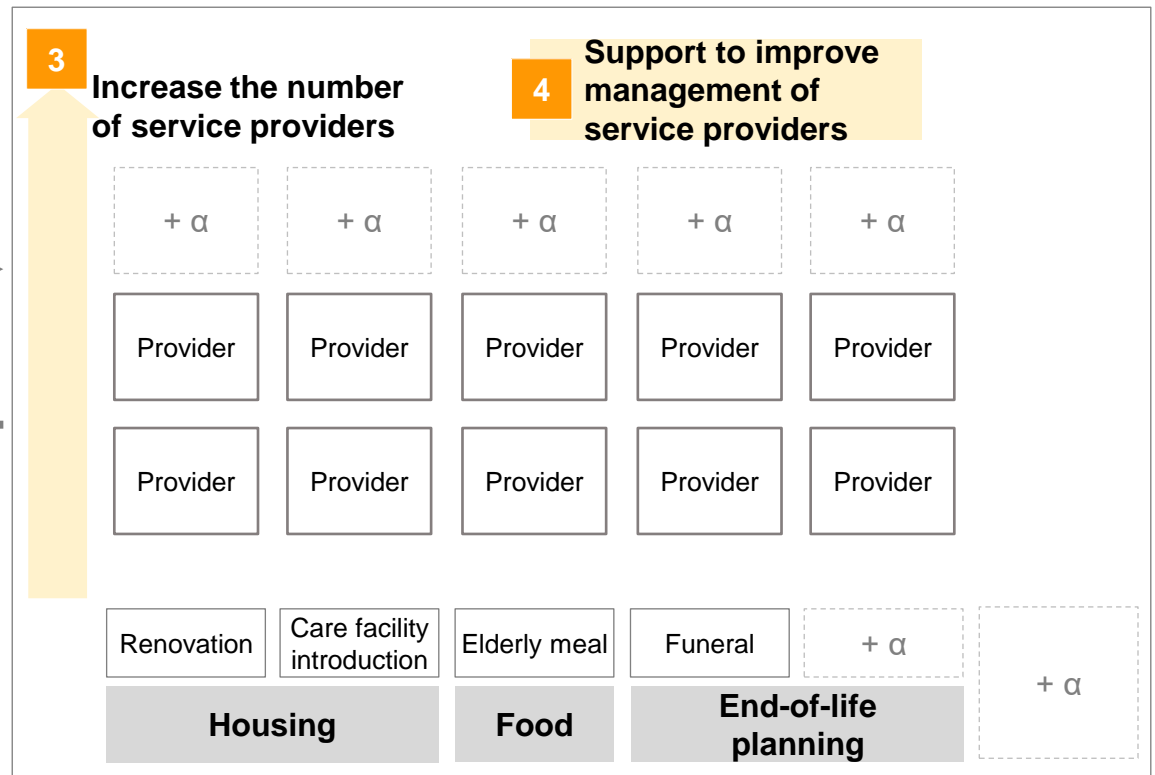 3
Increase the number
of service providers
4
Support to improve
management of
service providers
+ α
+ α
+ α
+ α
+ α
Provider
Provider
Provider
Provider
Provider
Provider
Provider
Provider
Provider
Provider
Renovation
Care facility
introduction
Elderly meal
Funeral
+ α
+ α
Housing
Food
End-of-life
planning